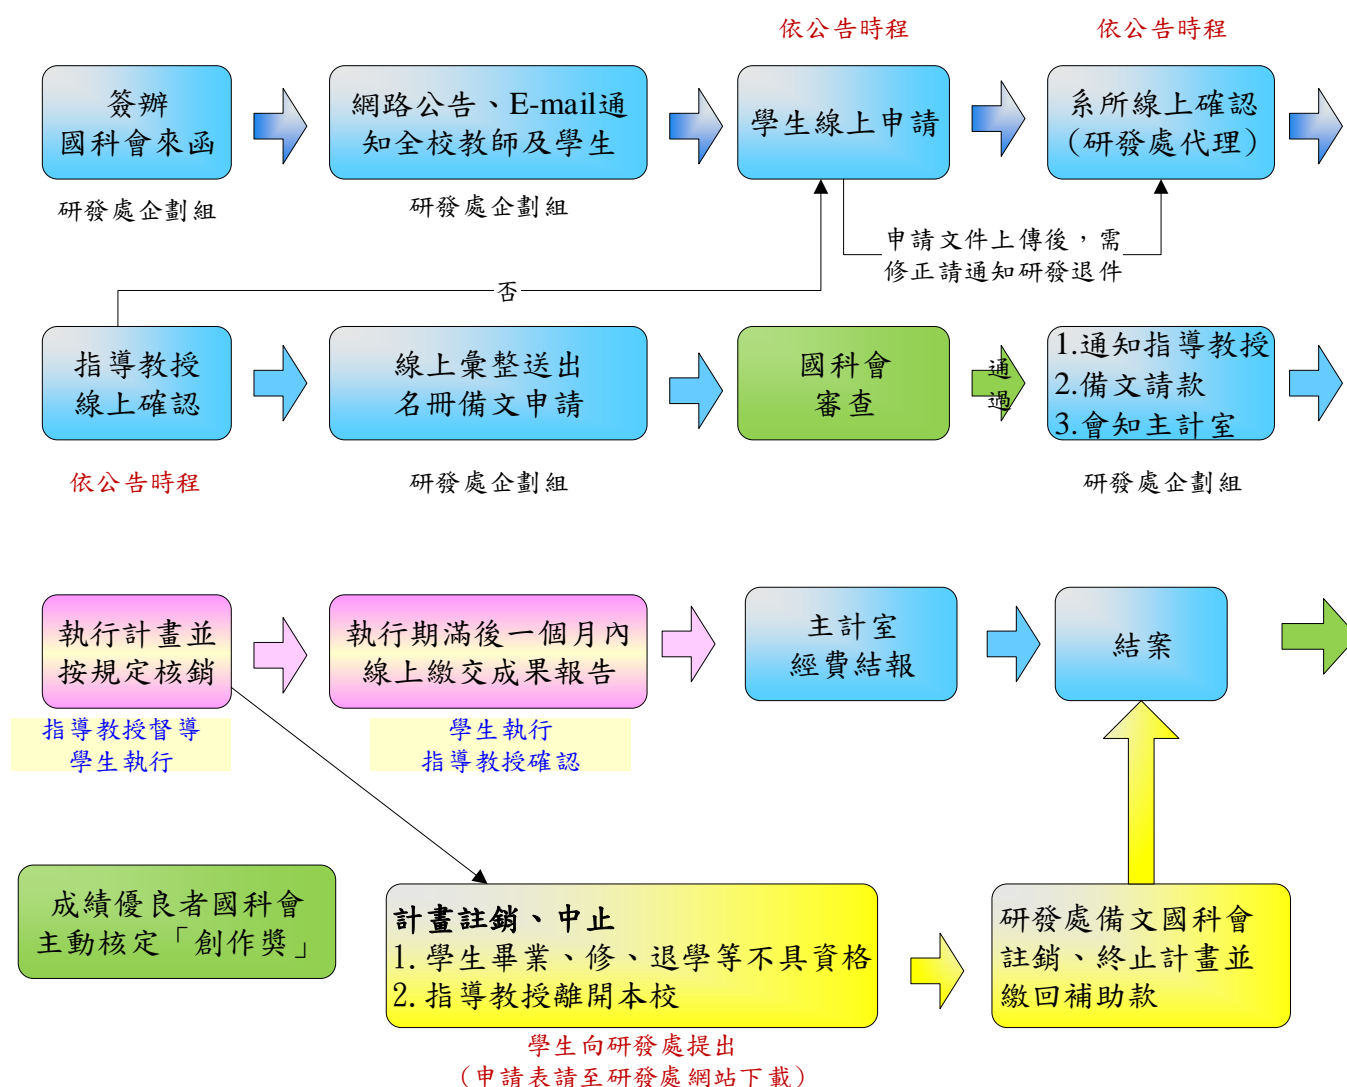 依公告時程
依公告時程
簽辦
國科會來函
網路公告、E-mail通
知全校教師及學生
學生線上申請
系所線上確認
(研發處代理)
研發處企劃組
研發處企劃組
申請文件上傳後，需
修正請通知研發退件
否
指導教授
線上確認
線上彙整送出
名冊備文申請
國科會
審查
通
過
1.通知指導教授
2.備文請款
3.會知主計室
依公告時程
研發處企劃組
研發處企劃組
執行計畫並
按規定核銷
執行期滿後一個月內
線上繳交成果報告
主計室
經費結報
結案
指導教授督導
學生執行
學生執行
指導教授確認
成績優良者國科會
主動核定「創作獎」
計畫註銷、中止
1.學生畢業、修、退學等不具資格
2.指導教授離開本校
研發處備文國科會
註銷、終止計畫並
繳回補助款
學生向研發處提出
(申請表請至研發處網站下載)